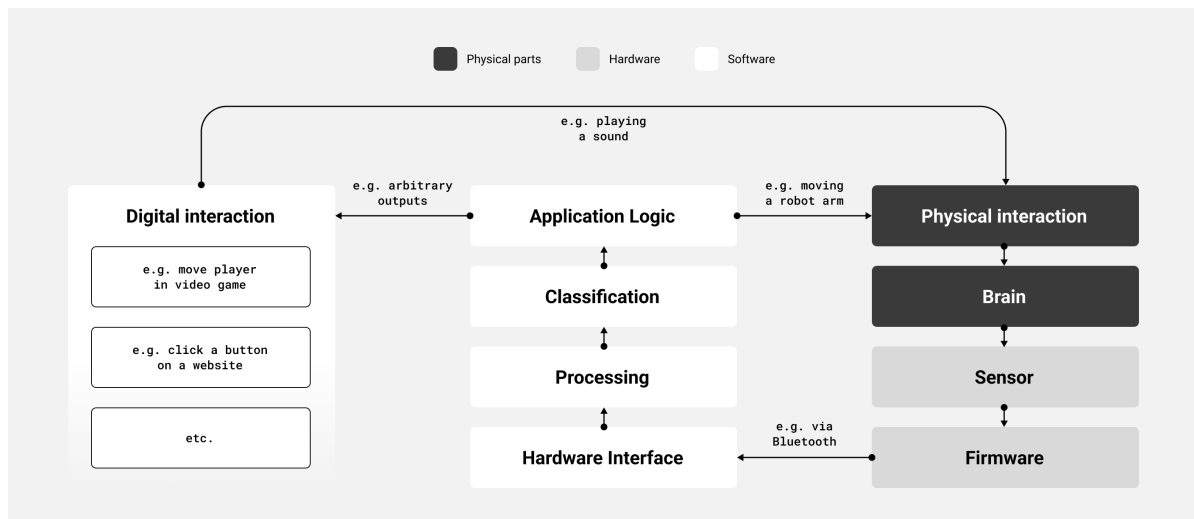 Physical parts
Hardware
Software
e.g. playing
a sound
Digital interaction
e.g. move player
in video game
e.g. click a button
on a website
etc.
e.g. arbitrary
outputs
Application Logic
Classification
Processing
Hardware Interface
e.g. moving
a robot arm
e.g. via
Bluetooth
Physical interaction
Brain
Sensor
Firmware